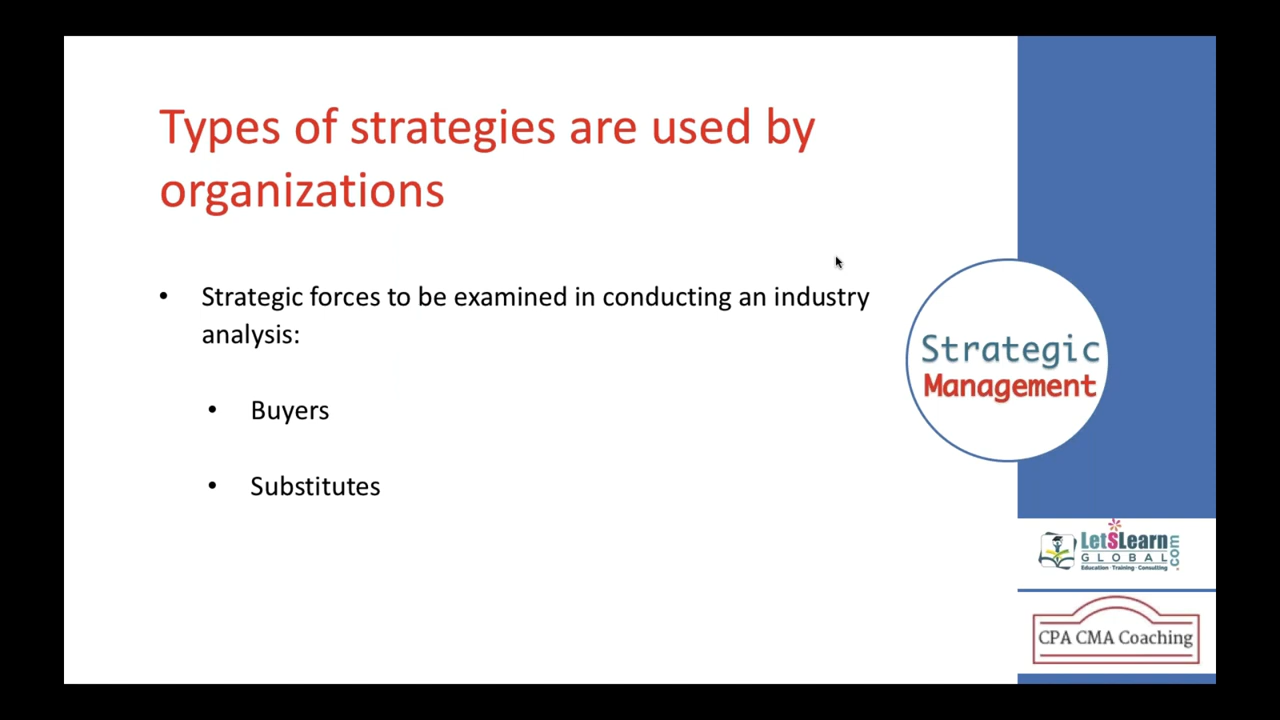 Types of strategies are used by
organizations
• Strategic forces to be examined in conducting an industry
analysis:
• Buyers
• Substitutes
Strategic
Management
LetSLearn
GLOBAL
.com
Education · Training · Consulting
CPA CMA Coaching